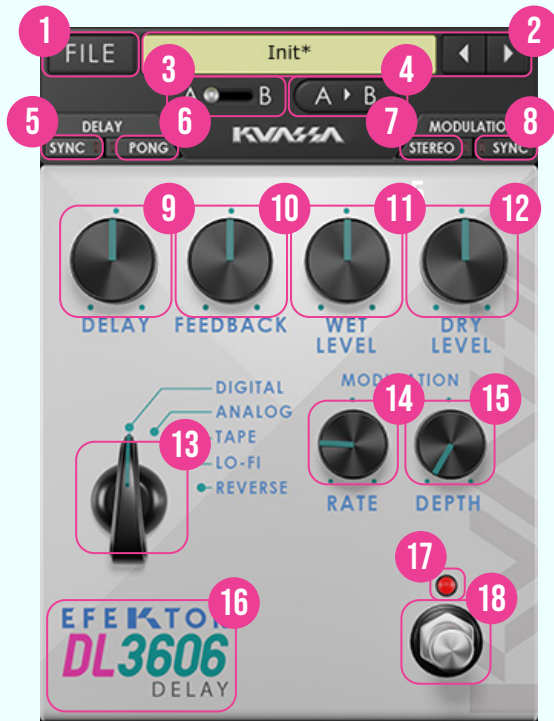 1
2
FILE
Init*
3
4
A B
A B
5
6
7
8
DELAY
MODULATIO
SYNC
PONG
KVASSA
STEREO
SYNC
9
10
11
12
DELAY
FEEDBACK
WET
LEVEL
DRY
LEVEL
DIGITAL
ANALOG
TAPE
LO-FI
REVERSE
13
MODULATION
14
15
RATE
DEPTH
16
EFEKTOR
DL3606
DELAY
17
18